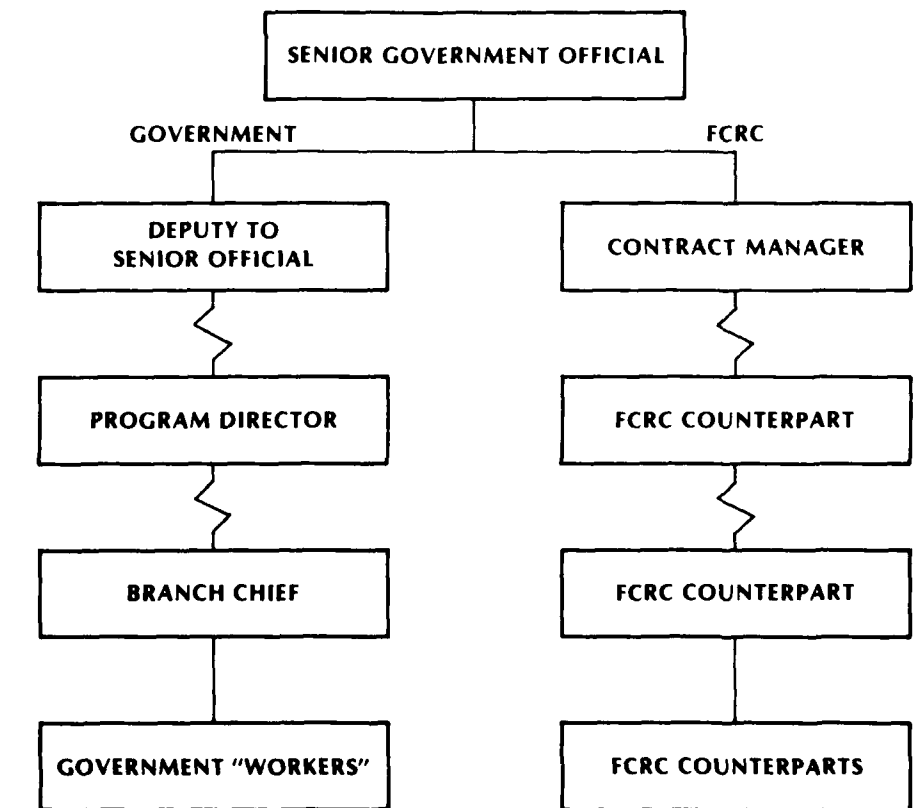 SENIOR GOVERNMENT OFFICIAL
GOVERNMENT
FCRC
DEPUTY TO
SENIOR OFFICIAL
CONTRACT MANAGER
PROGRAM DIRECTOR
FCRC COUNTERPART
BRANCH CHIEF
FCRC COUNTERPART
GOVERNMENT "WORKERS"
FCRC COUNTERPARTS